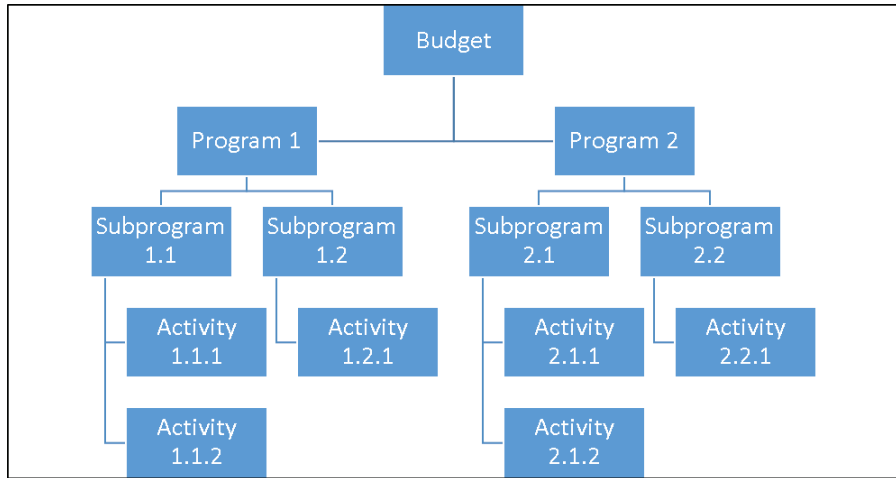 Budget
Program 1
Program 2
Subprogram
1.1
Subprogram
1.2
Subprogram
2.1
Subprogram
2.2
Activity
1.1.1
Activity
1.2.1
Activity
2.1.1
Activity
2.2.1
Activity
1.1.2
Activity
2.1.2